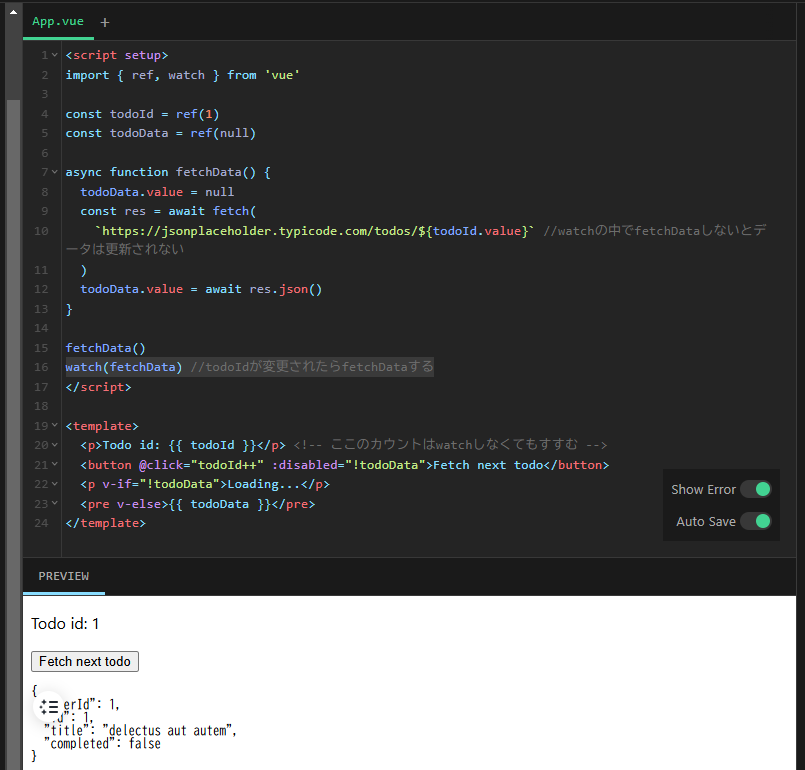 App.vue +
1 <script setup>
2 import { ref, watch } from 'vue'
3
4 const todoId = ref(1)
5 const todoData = ref(null)
6
7 async function fetchData() {
8   todoData.value = null
9   const res = await fetch(
10     `https://jsonplaceholder.typicode.com/todos/${todoId.value}` //watchの中でfetchDataしないとデ
ータは更新されない
11   )
12   todoData.value = await res.json()
13 }
14
15 fetchData()
16 watch(fetchData) //todoIdが変更されたらfetchDataする
17 </script>
18
19 <template>
20   <p>Todo id: {{ todoId }}</p> <!-- ここのカウントはwatchしなくてもすすむ -->
21   <button @click="todoId++" :disabled="!todoData">Fetch next todo</button>
22   <p v-if="!todoData">Loading...</p>
23   <pre v-else>{{ todoData }}</pre>
24 </template>
Show Error
Auto Save
PREVIEW
Todo id: 1
Fetch next todo
{
erId": 1,
d": 1,
"title": "delectus aut autem",
"completed": false
}